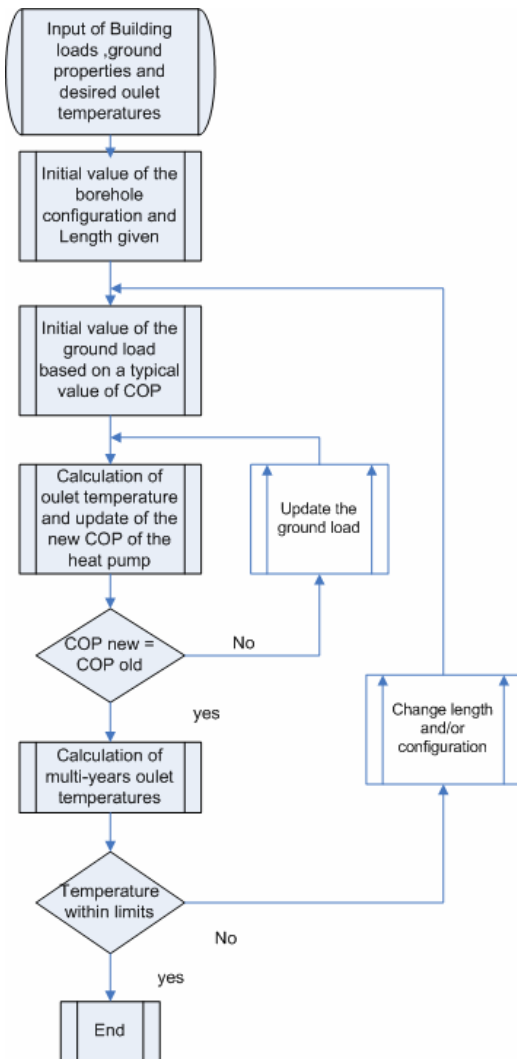 Input of Building
loads ,ground
properties and
desired oulet
temperatures
Initial value of the
borehole
configuration and
Length given
Initial value of the
ground load
based on a typical
value of COP
Calculation of
oulet temperature
and update of the
new COP of the
heat pump
Update the
ground load
COP new =
COP old
No
yes
Change length
and/or
configuration
Calculation of
multi-years oulet
temperatures
Temperature
within limits
No
yes
End